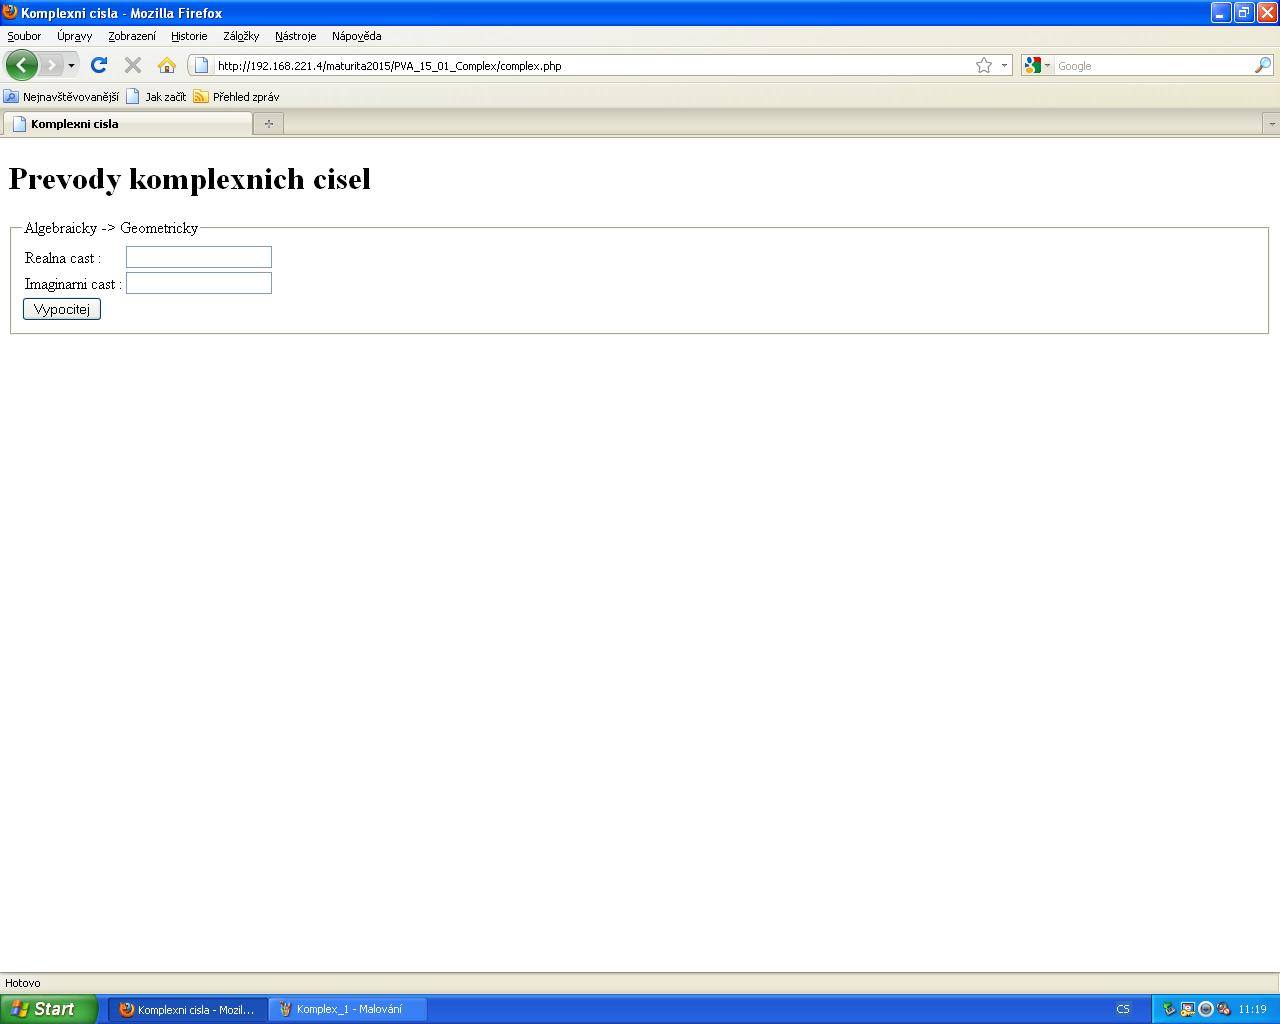 Komplexni cisla - Mozilla Firefox
Soubor Úpravy Zobrazení Historie Záložky Nástroje Nápověda
http://192.168.221.4/maturita2015/PVA_15_01_Complex/complex.php Google
Nejnavštěvovanější Jak začít Přehled zpráv
Komplexni cisla
Prevody komplexnich cisel
Algebraicky -> Geometricky
Realna cast :
Imaginarni cast :
Vypocitej
Hotovo
Start Komplexni cisla - Mozil... Komplex_1 - Malování CS 11:19